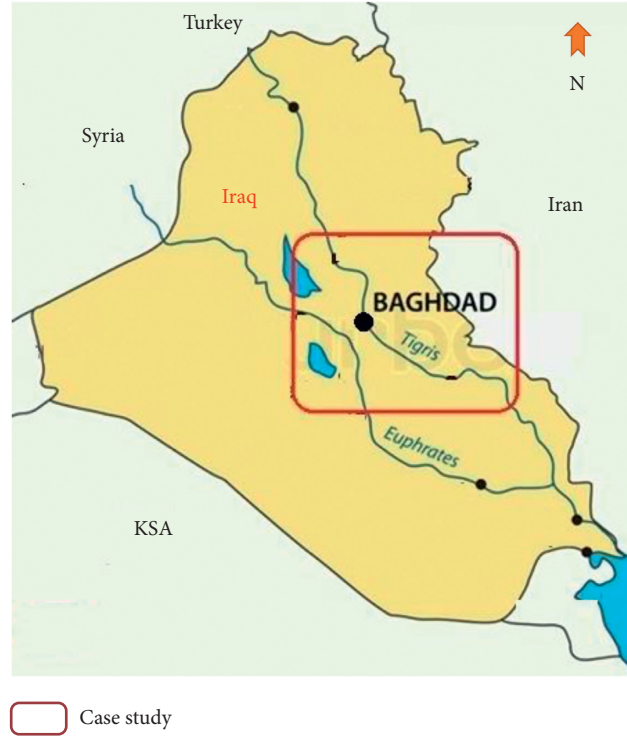 Turkey
N
Syria
Iraq
Iran
BAGHDAD
Tigris
Euphrates
KSA
Case study